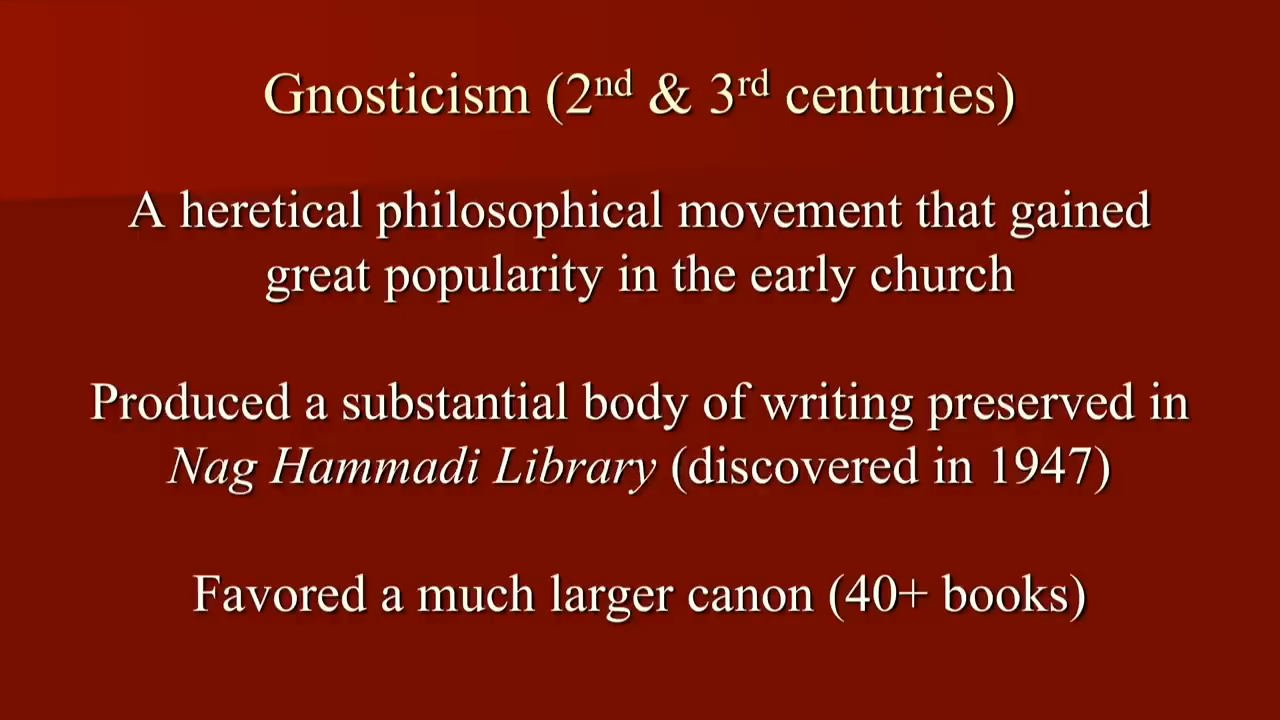 Gnosticism (2nd & 3rd centuries)
A heretical philosophical movement that gained
great popularity in the early church
Produced a substantial body of writing preserved in
Nag Hammadi Library (discovered in 1947)
Favored a much larger canon (40+ books)